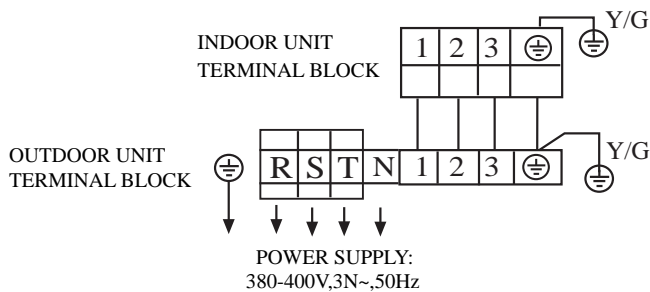 Y/G
INDOOR UNIT
TERMINAL BLOCK
1 2 3
Y/G
OUTDOOR UNIT
TERMINAL BLOCK
R S T N 1 2 3
POWER SUPPLY:
380-400V,3N~,50Hz